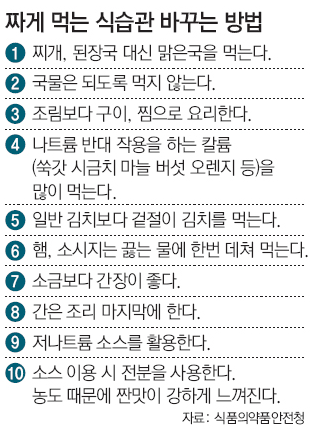 짜게 먹는 식습관 바꾸는 방법
1 찌개, 된장국 대신 맑은국을 먹는다.
2 국물은 되도록 먹지 않는다.
3 조림보다 구이, 찜으로 요리한다.
4 나트륨 반대 작용을 하는 칼륨
(쑥갓 시금치 마늘 버섯 오렌지 등)을
많이 먹는다.
5 일반 김치보다 겉절이 김치를 먹는다.
6 햄, 소시지는 끓는 물에 한번 데쳐 먹는다.
7 소금보다 간장이 좋다.
8 간은 조리 마지막에 한다.
9 저나트륨 소스를 활용한다.
10 소스 이용 시 전분을 사용한다.
농도 때문에 짠맛이 강하게 느껴진다.
자료: 식품의약품안전청